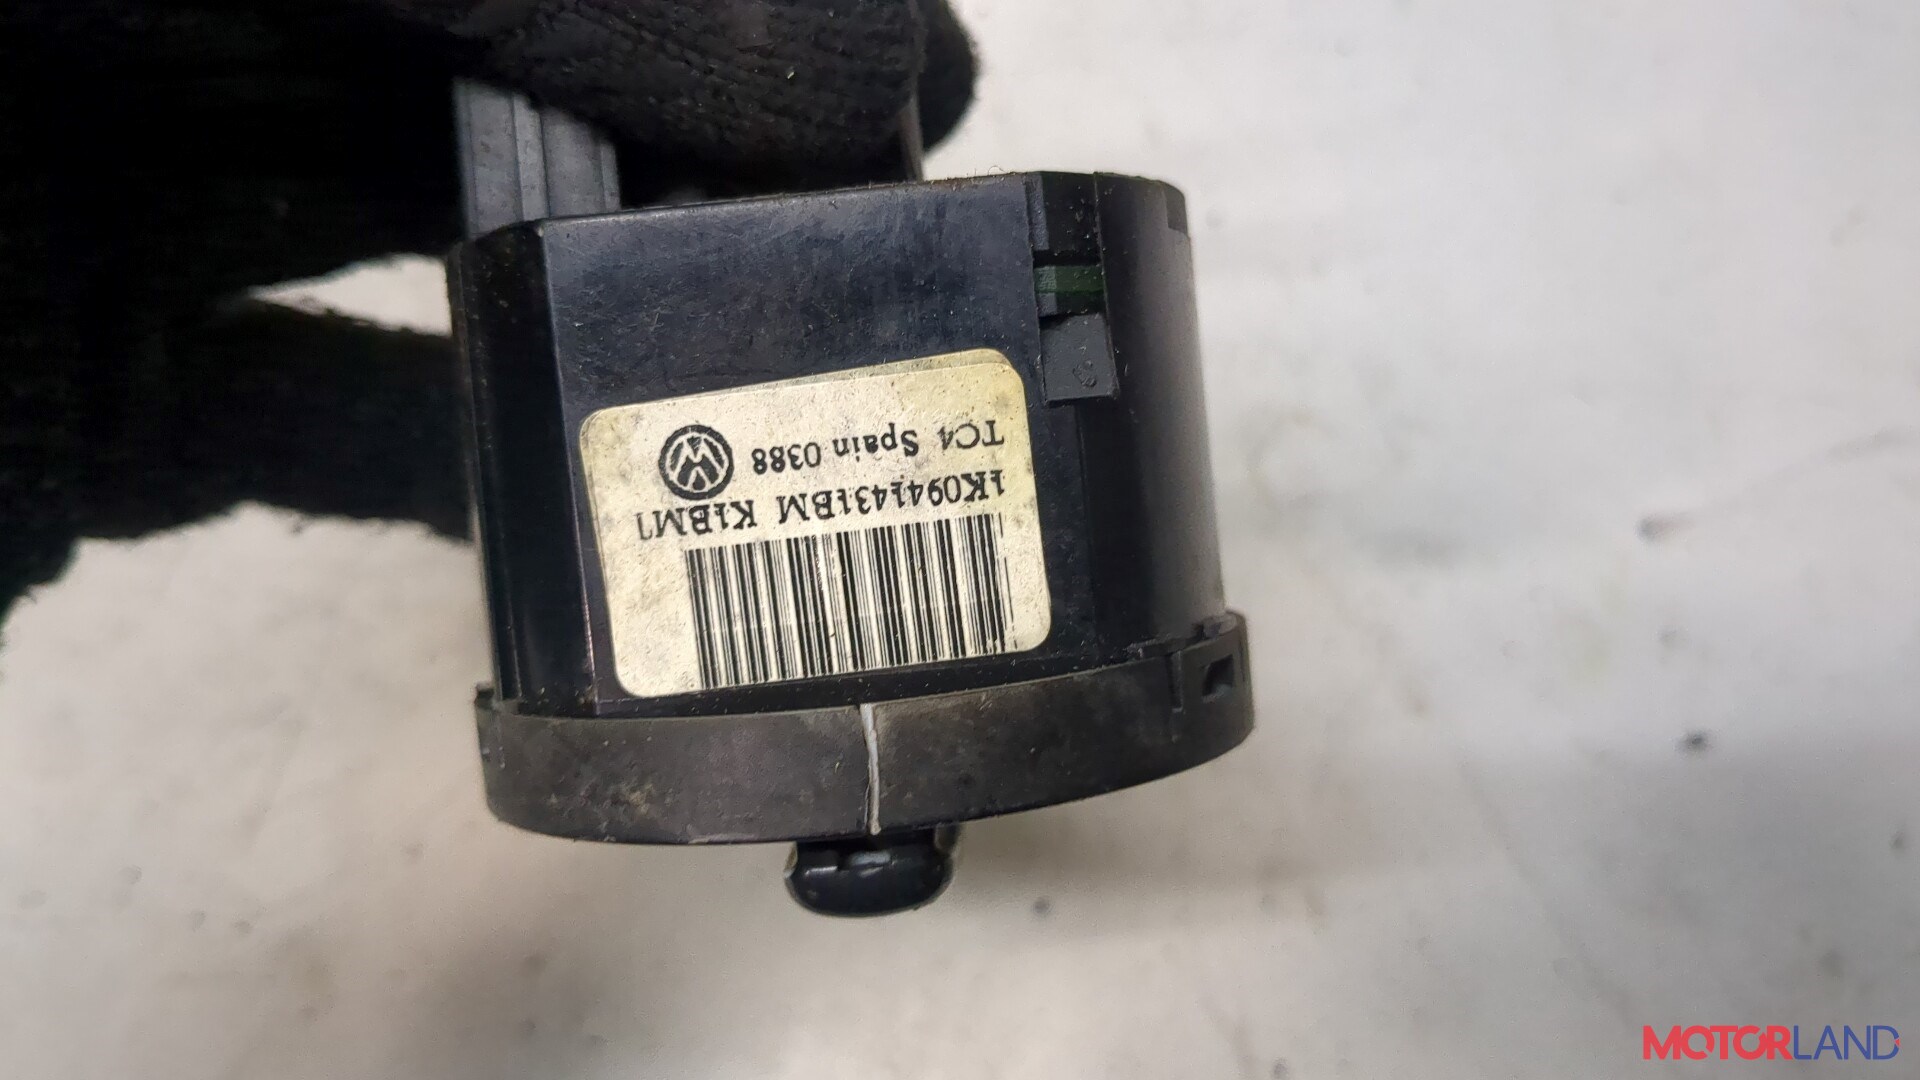 1K0941431BM K1BM1
TC4 Spain 0388
MOTORLAND